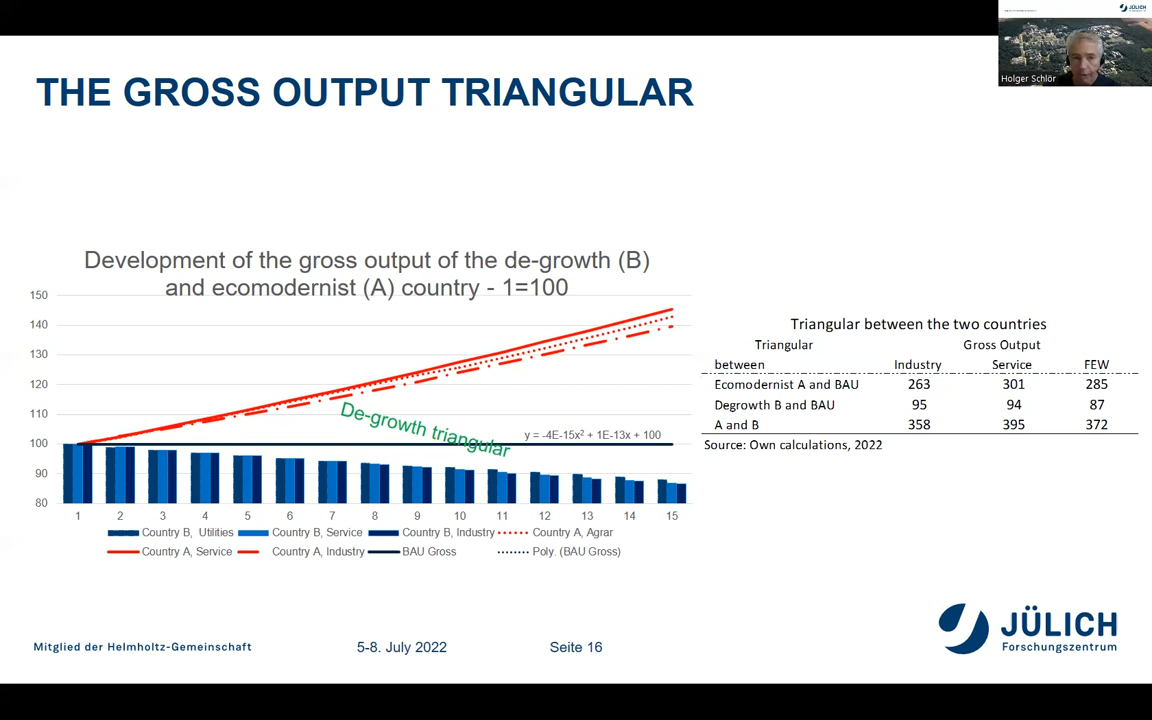 JÜLICH
Holger Schlör
THE GROSS OUTPUT TRIANGULAR
Development of the gross output of the de-growth (B)
and ecomodernist (A) country - 1=100
150
140
130
120
110
100
90
80
De-growth triangular
y = -4E-15x² + 1E-13x + 100
1 2 3 4 5 6 7 8 9 10 11 12 13 14 15
Country B, Utilities Country B, Service Country B, Industry Country A, Agrar
Country A, Service Country A, Industry BAU Gross Poly. (BAU Gross)
Triangular between the two countries
Triangular Gross Output
between Industry Service FEW
Ecomodernist A and BAU 263 301 285
Degrowth B and BAU 95 94 87
A and B 358 395 372
Source: Own calculations, 2022
Mitglied der Helmholtz-Gemeinschaft 5-8. July 2022 Seite 16
JÜLICH
Forschungszentrum